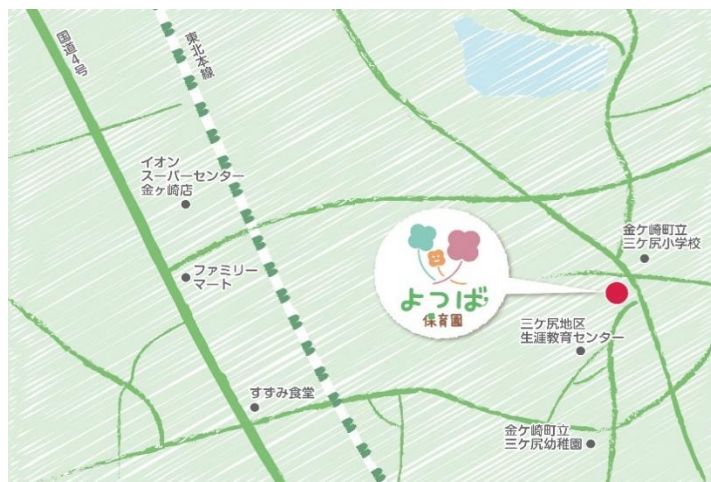 国道4号
東北本線
イオン
スーパーセンター
金ヶ崎店
ファミリー
マート
よつば
保育園
金ケ崎町立
三ケ尻小学校
三ケ尻地区
生涯教育センター
すずみ食堂
金ケ崎町立
三ケ尻幼稚園